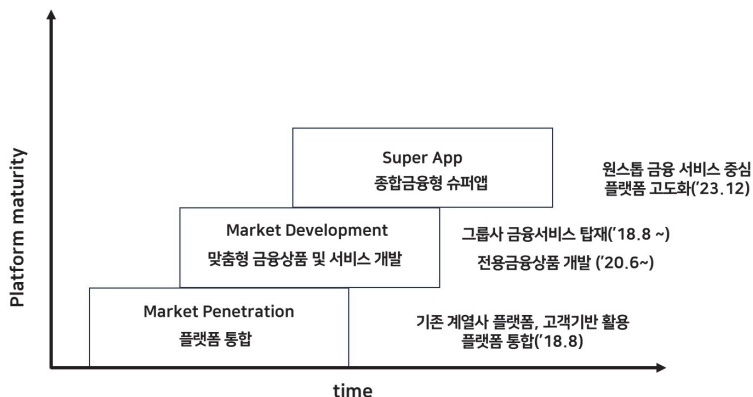 Platform maturity
Super App
종합금융형 슈퍼앱
원스톱 금융 서비스 중심
플랫폼 고도화('23.12)
Market Development
맞춤형 금융상품 및 서비스 개발
그룹사 금융서비스 탑재('18.8 ~)
전용금융상품 개발 ('20.6~)
Market Penetration
플랫폼 통합
기존 계열사 플랫폼, 고객기반 활용
플랫폼 통합('18.8)
time